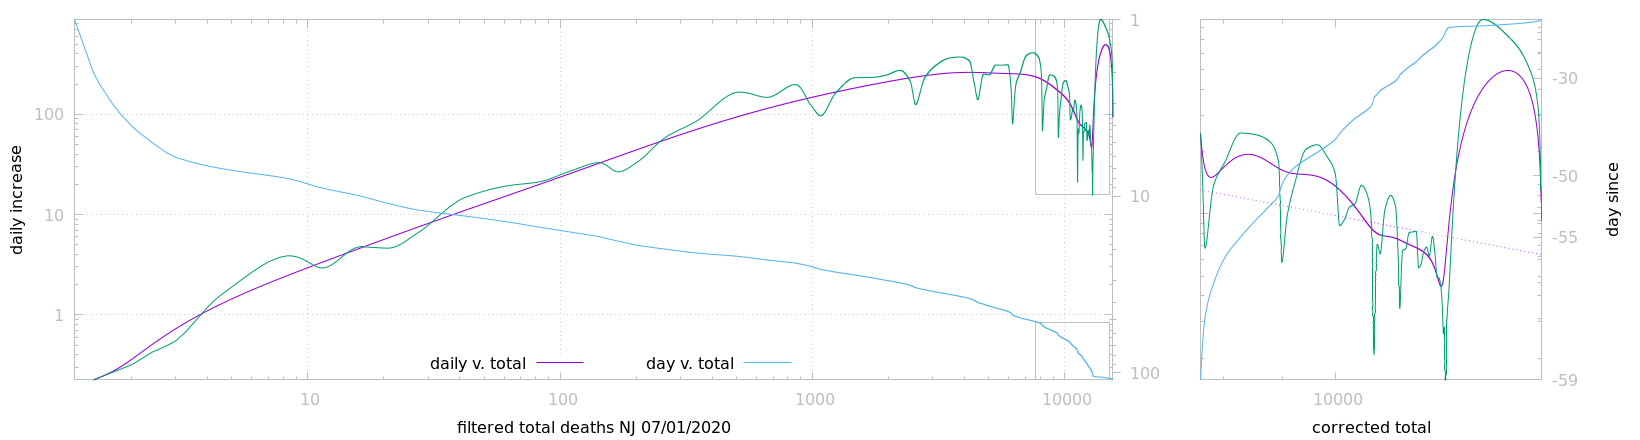 daily increase
100
10
1
10
100
1000
10000
1
10
100
daily v. total
day v. total
filtered total deaths NJ 07/01/2020
10000
-30
-50
-55
-59
day since
corrected total